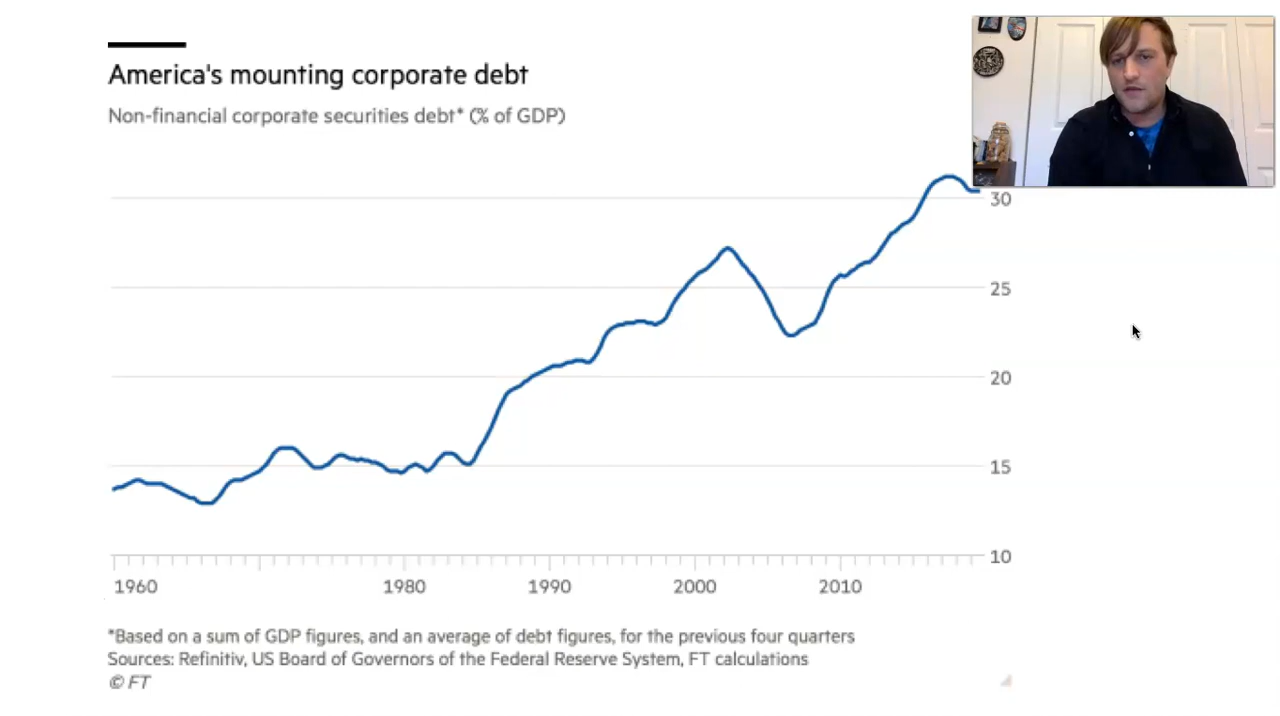 America's mounting corporate debt
Non-financial corporate securities debt* (% of GDP)
30
25
20
15
10
1960 1980 1990 2000 2010
*Based on a sum of GDP figures, and an average of debt figures, for the previous four quarters
Sources: Refinitiv, US Board of Governors of the Federal Reserve System, FT calculations
© FT